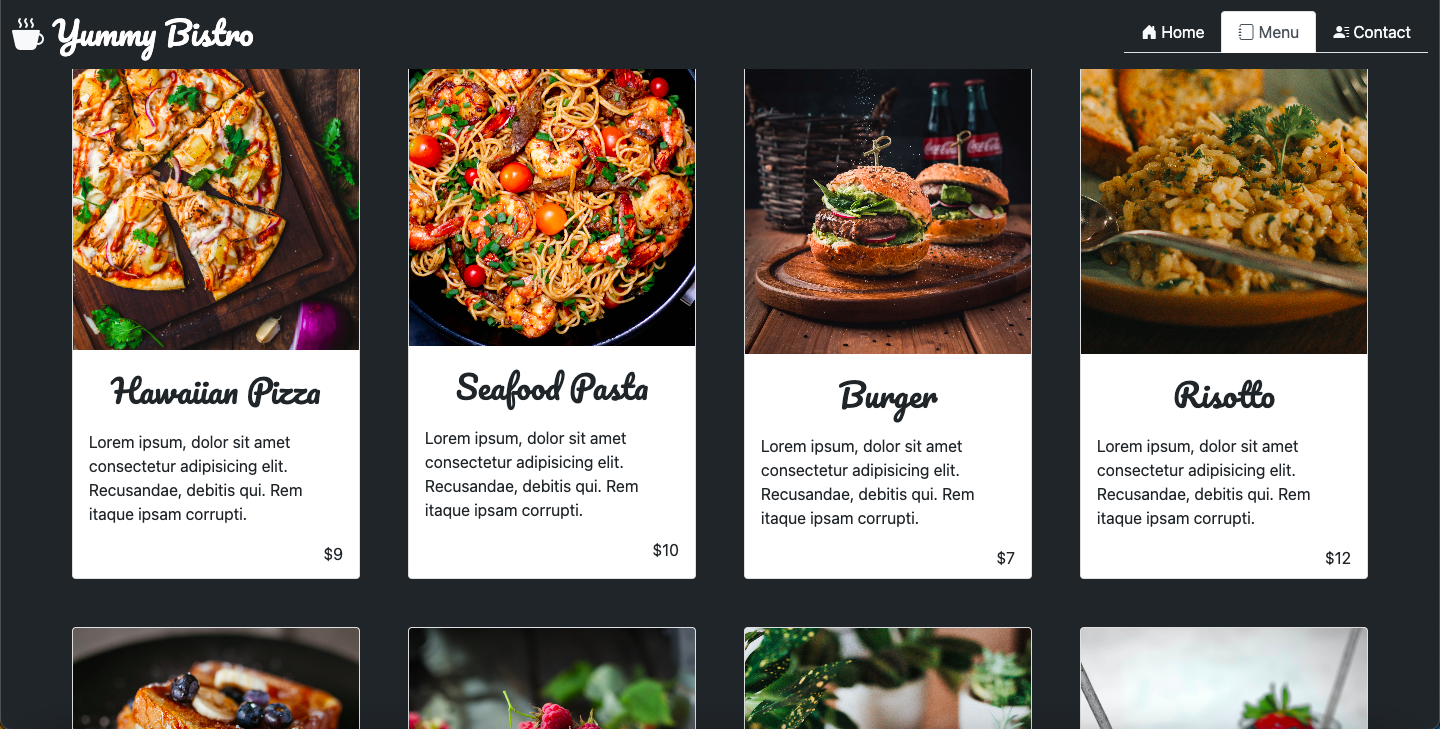 Yummy Bistro
Home
Menu
Contact
Coca-Cola
Hawaiian Pizza
Lorem ipsum, dolor sit amet
consectetur adipisicing elit.
Recusandae, debitis qui. Rem
itaque ipsam corrupti.
$9
Seafood Pasta
Lorem ipsum, dolor sit amet
consectetur adipisicing elit.
Recusandae, debitis qui. Rem
itaque ipsam corrupti.
$10
Burger
Lorem ipsum, dolor sit amet
consectetur adipisicing elit.
Recusandae, debitis qui. Rem
itaque ipsam corrupti.
$7
Risotto
Lorem ipsum, dolor sit amet
consectetur adipisicing elit.
Recusandae, debitis qui. Rem
itaque ipsam corrupti.
$12